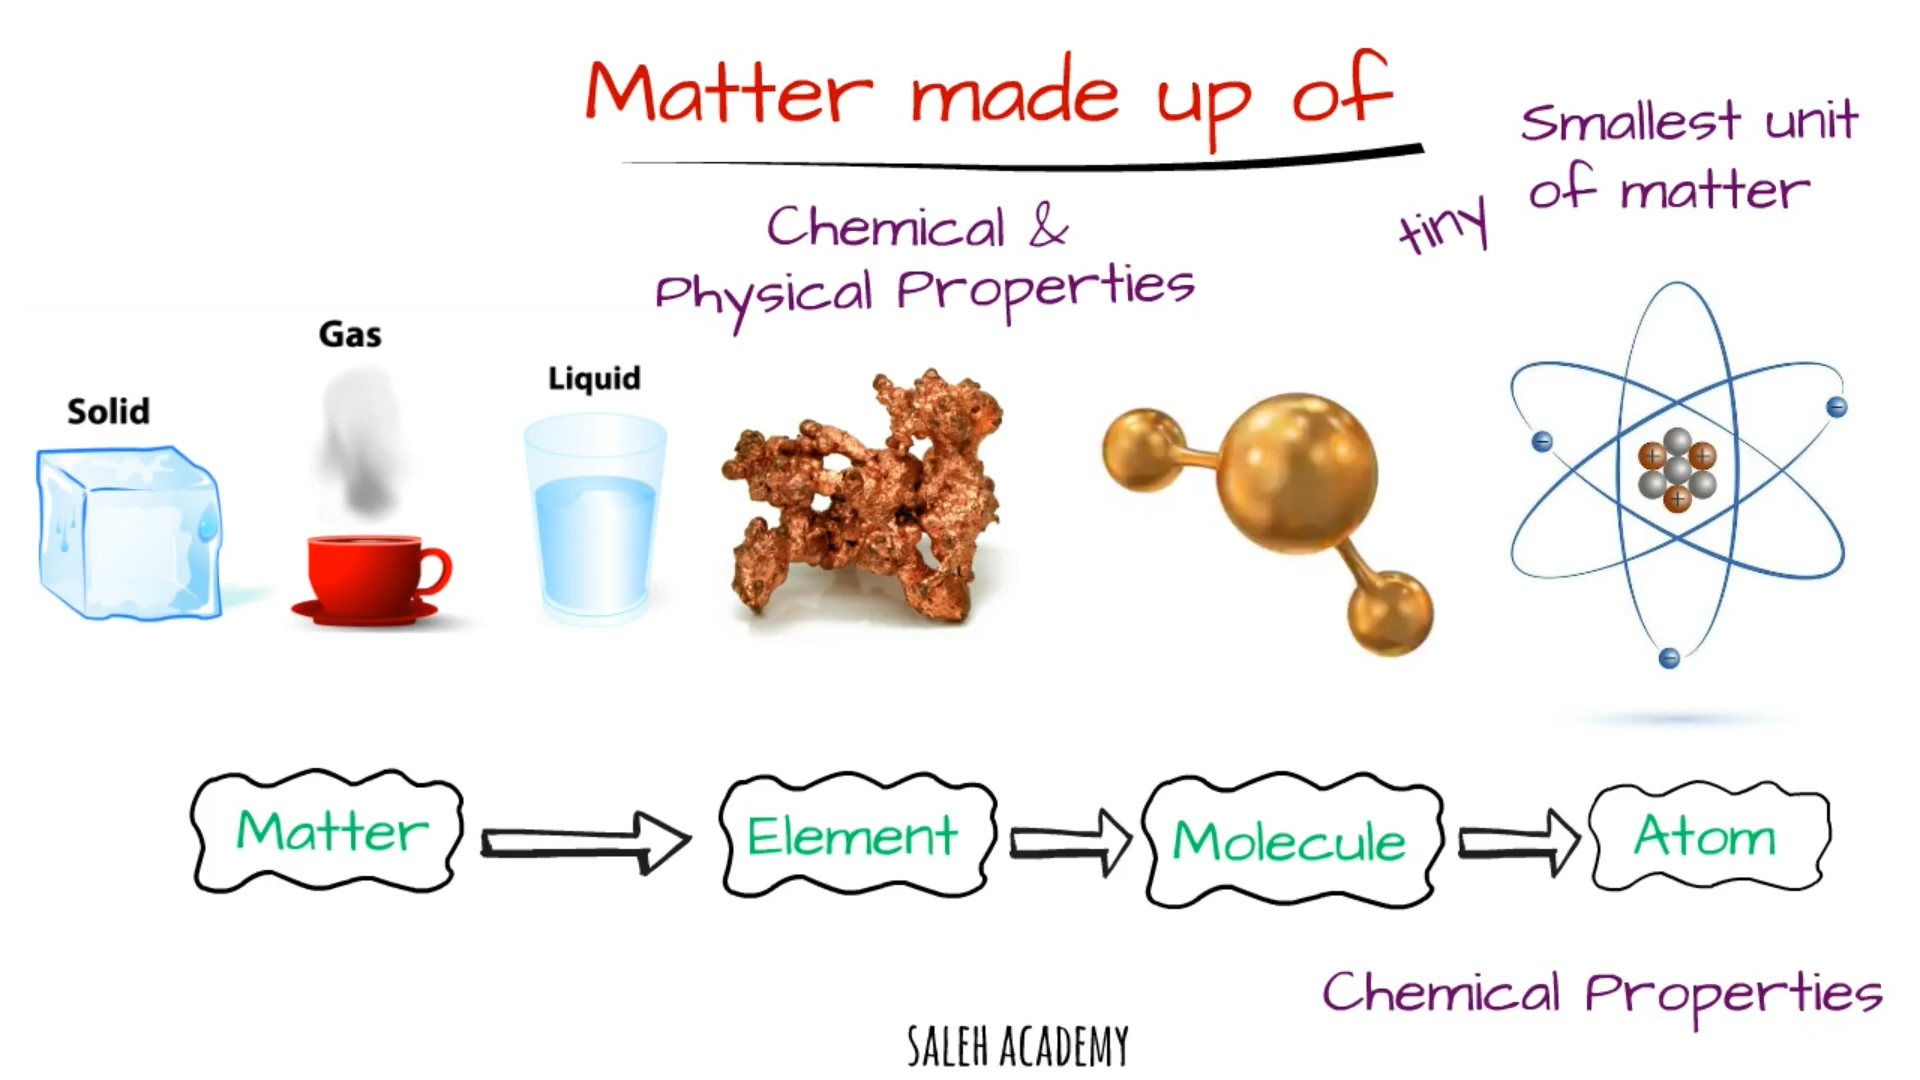 Matter made up of
Smallest unit
of matter
tiny
Chemical &
Physical Properties
Gas
Liquid
Solid
Matter
Element
Molecule
Atom
Chemical Properties
SALEH ACADEMY